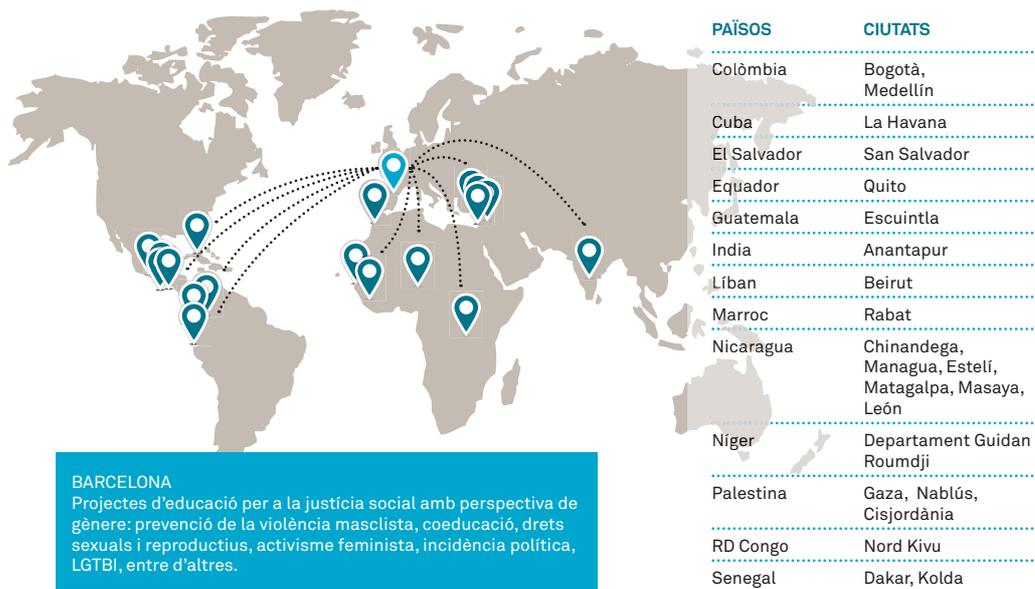 PAÏSOS CIUTATS
Colòmbia Bogotà,
Medellín
Cuba La Havana
El Salvador San Salvador
Equador Quito
Guatemala Escuintla
India Anantapur
Líban Beirut
Marroc Rabat
Nicaragua Chinandega,
Managua, Estelí,
Matagalpa, Masaya,
León
Níger Departament Guidan
Roumdji
Palestina Gaza, Nablús,
Cisjordània
RD Congo Nord Kivu
Senegal Dakar, Kolda
BARCELONA
Projectes d'educació per a la justícia social amb perspectiva de
gènere: prevenció de la violència masclista, coeducació, drets
sexuals i reproductius, activisme feminista, incidència política,
LGTBI, entre d'altres.